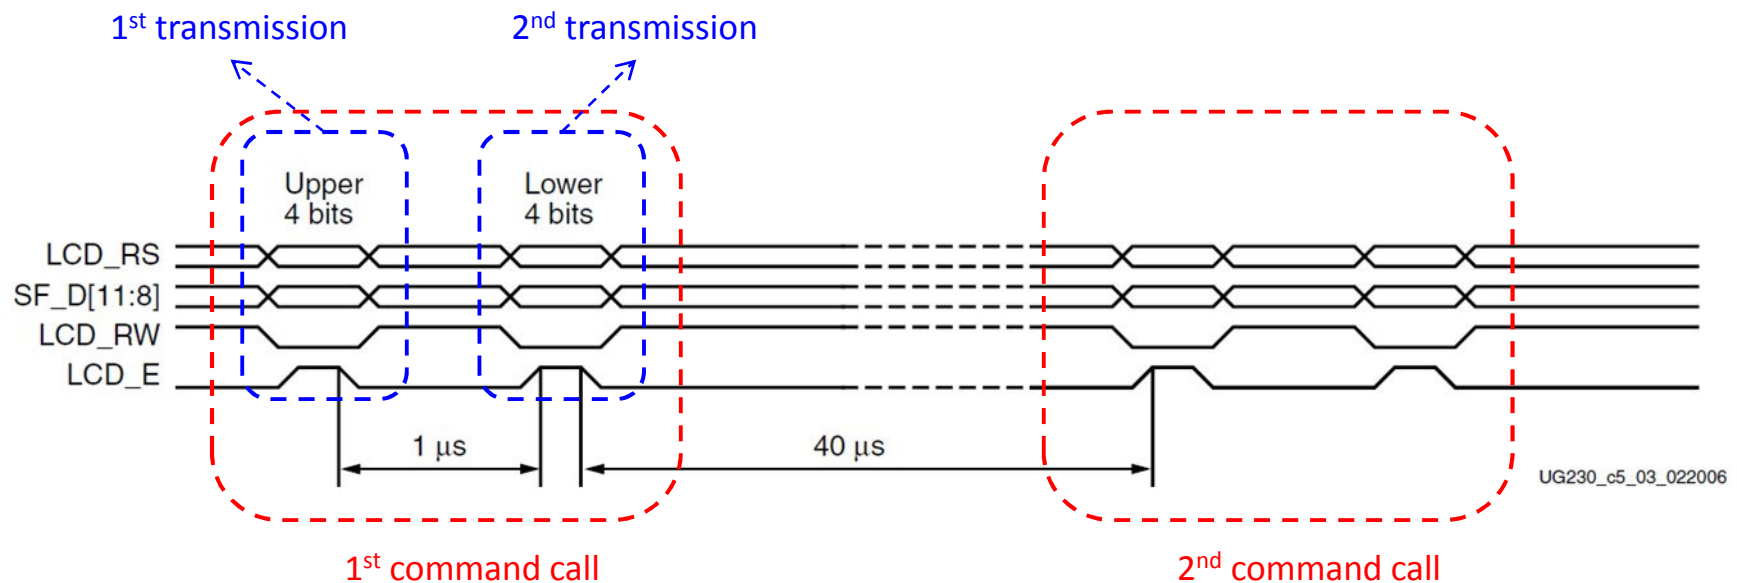 1st transmission
2nd transmission
Upper
4 bits
Lower
4 bits
LCD_RS
SF_D[11:8]
LCD_RW
LCD_E
1 μs
40 μs
UG230_c5_03_022006
1st command call
2nd command call